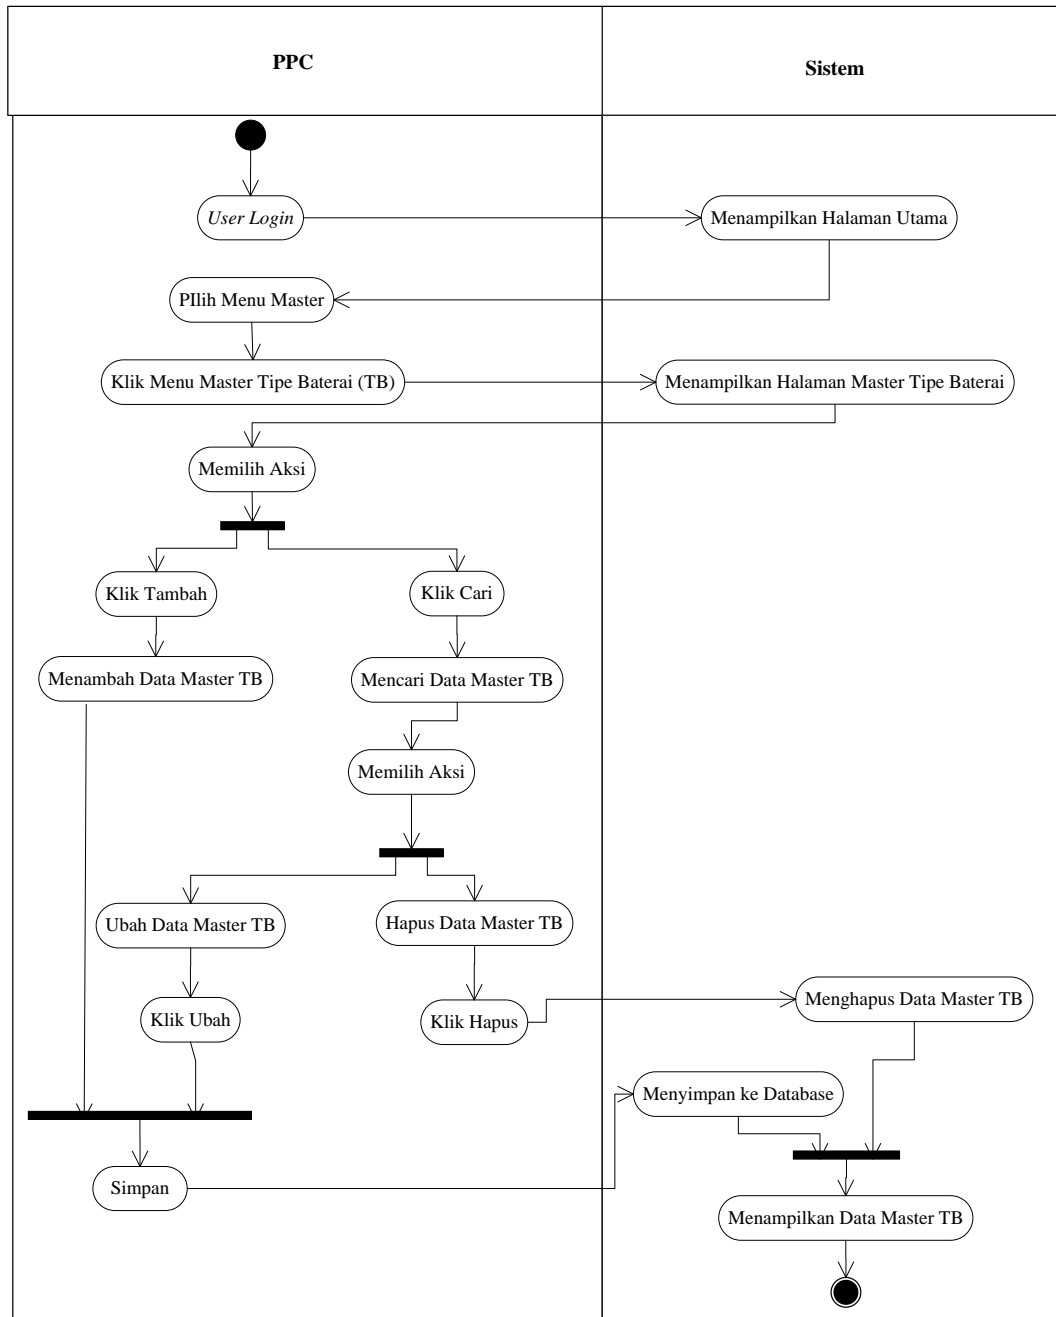 PPC
Sistem
User Login
Menampilkan Halaman Utama
PIlih Menu Master
Klik Menu Master Tipe Baterai (TB)
Menampilkan Halaman Master Tipe Baterai
Memilih Aksi
Klik Tambah
Klik Cari
Menambah Data Master TB
Mencari Data Master TB
Memilih Aksi
Ubah Data Master TB
Hapus Data Master TB
Klik Ubah
Klik Hapus
Menghapus Data Master TB
Menyimpan ke Database
Simpan
Menampilkan Data Master TB